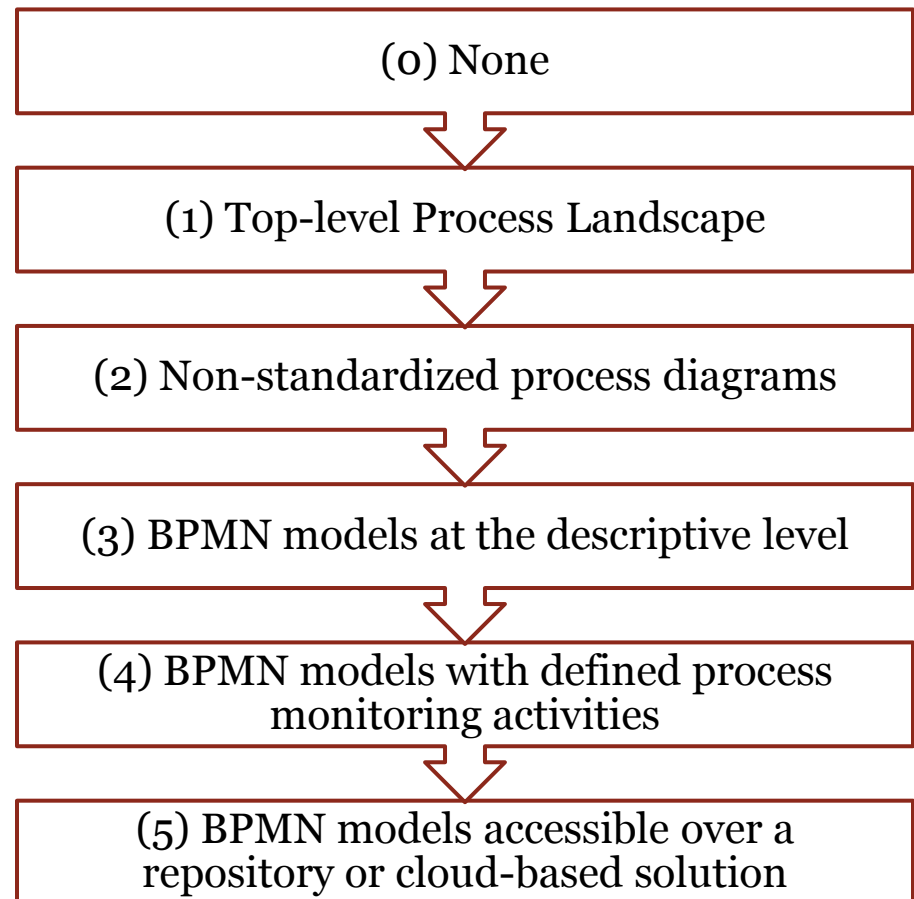 (0) None
(1) Top-level Process Landscape
(2) Non-standardized process diagrams
(3) BPMN models at the descriptive level
(4) BPMN models with defined process
monitoring activities
(5) BPMN models accessible over a
repository or cloud-based solution